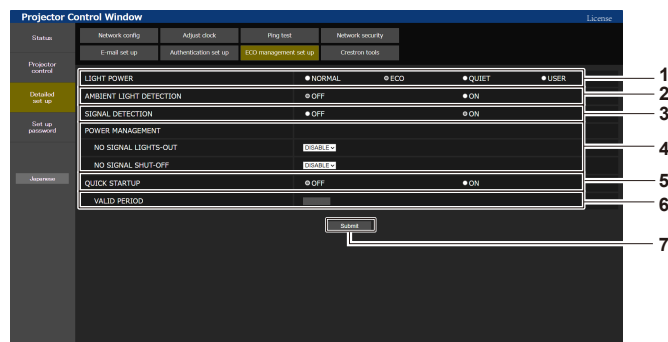 Projector Control Window
License
Status
Network config
Adjust clock
Ping test
Network security
E-mail set up
Authentication set up
ECO management set up
Crestron tools
Projector
control
Detailed
set up
Set up
password
Japanese
LIGHT POWER
NORMAL
ECO
QUIET
USER
1
AMBIENT LIGHT DETECTION
OFF
ON
2
SIGNAL DETECTION
OFF
ON
3
POWER MANAGEMENT
NO SIGNAL LIGHTS-OUT
DISABLE
4
NO SIGNAL SHUT-OFF
DISABLE
QUICK STARTUP
OFF
ON
5
VALID PERIOD
6
Submit
7